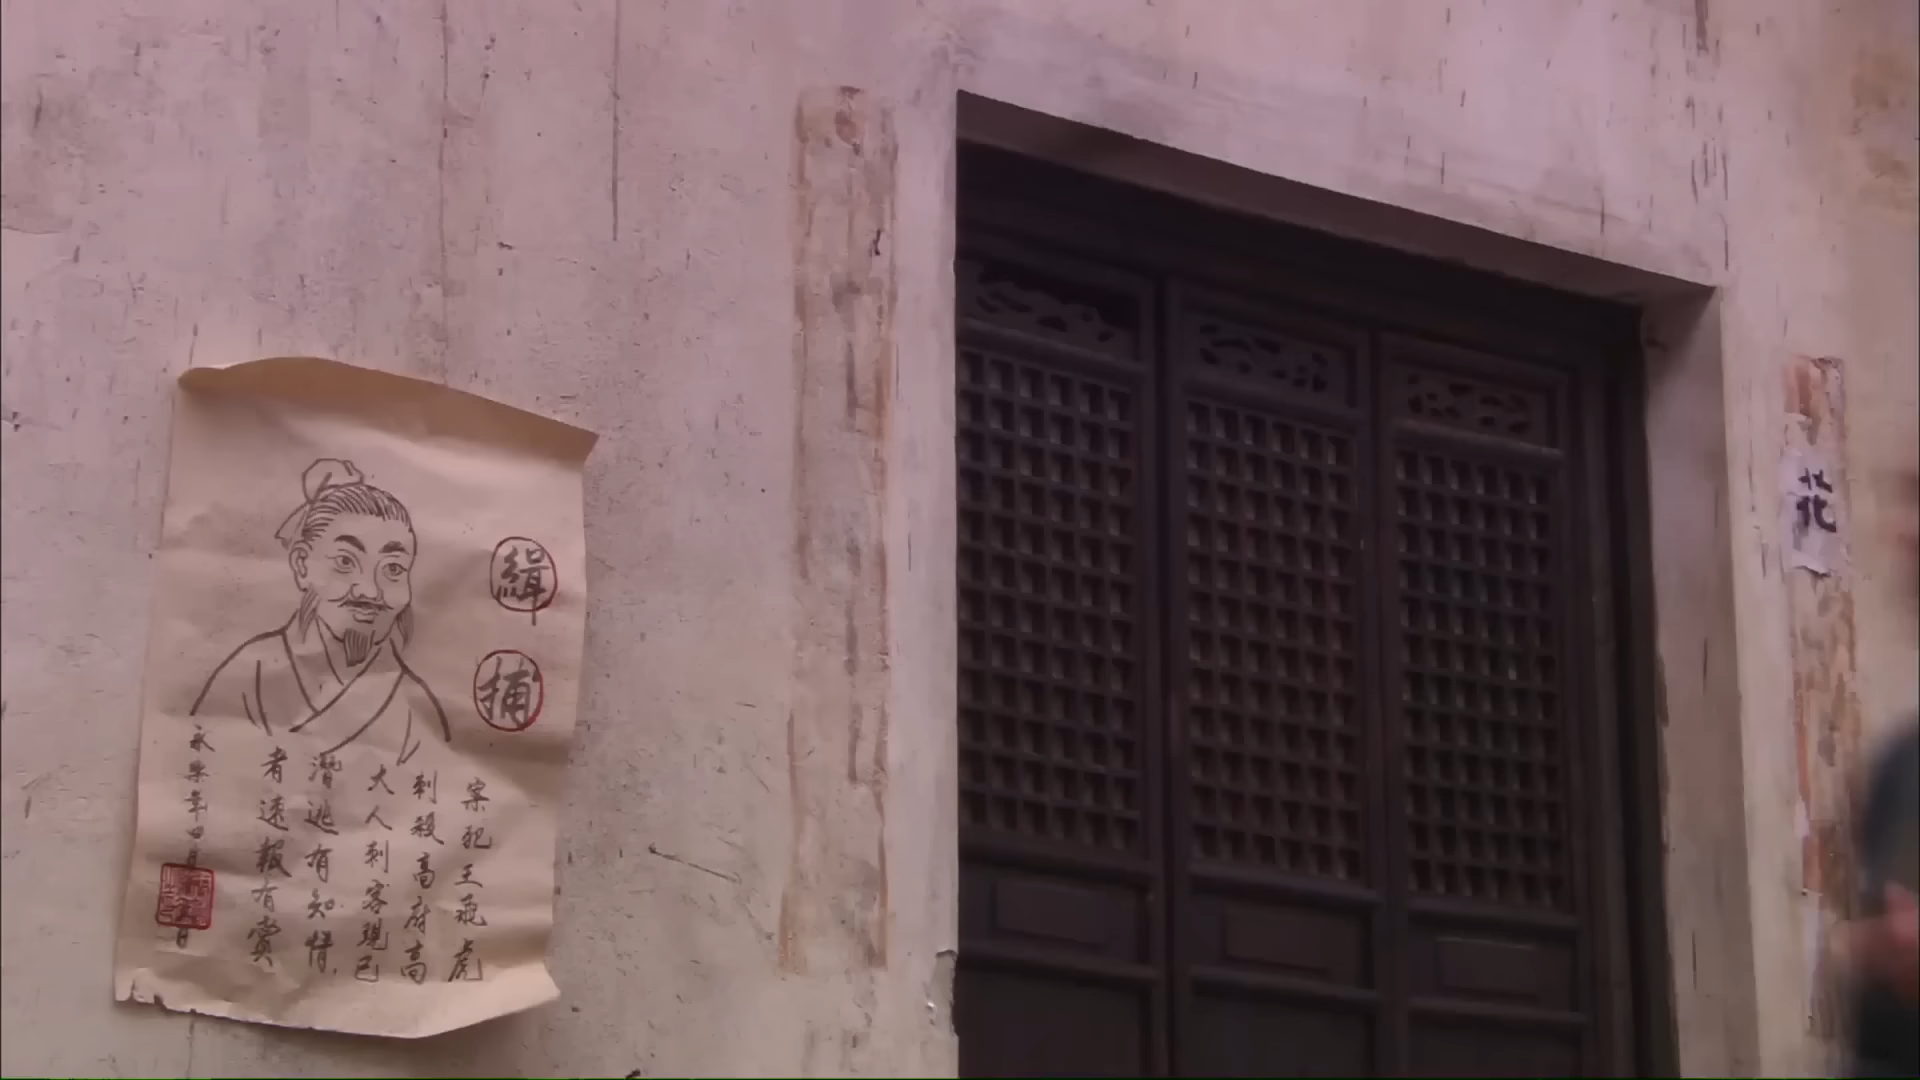 緝捕
案犯王飛虎
刺殺高府高
大人刺客現已
潛逃有知情
者速報有賞
永樂年四月
日
花